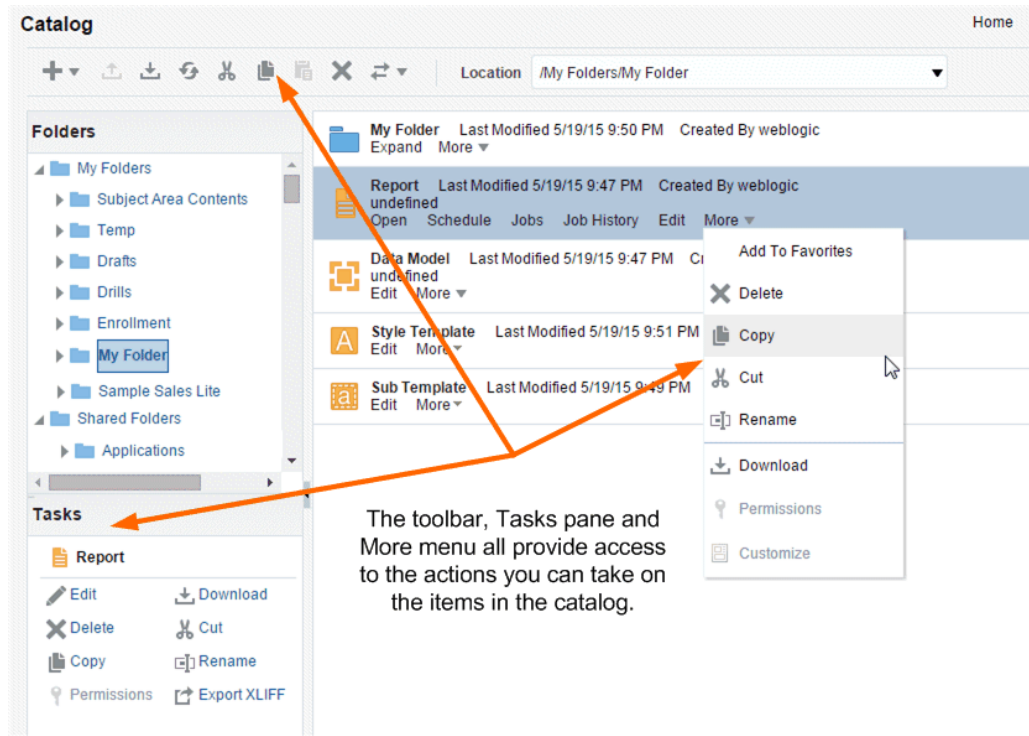 Catalog
Home
Location /My Folders/My Folder
Folders
My Folders
Subject Area Contents
Temp
Drafts
Drills
Enrollment
My Folder
Sample Sales Lite
Shared Folders
Applications
My Folder Last Modified 5/19/15 9:50 PM Created By weblogic
Expand More
Report Last Modified 5/19/15 9:47 PM Created By weblogic
undefined
Open Schedule Jobs Job History Edit More
Data Model Last Modified 5/19/15 9:47 PM
undefined
Edit More
Style Template Last Modified 5/19/15 9:51 PM
Edit More
Sub Template Last Modified 5/19/15 9:49 PM
Edit More
Add To Favorites
Delete
Copy
Cut
Rename
Download
Permissions
Customize
Tasks
Report
Edit Download
Delete Cut
Copy Rename
Permissions Export XLIFF
The toolbar, Tasks pane and
More menu all provide access
to the actions you can take on
the items in the catalog.